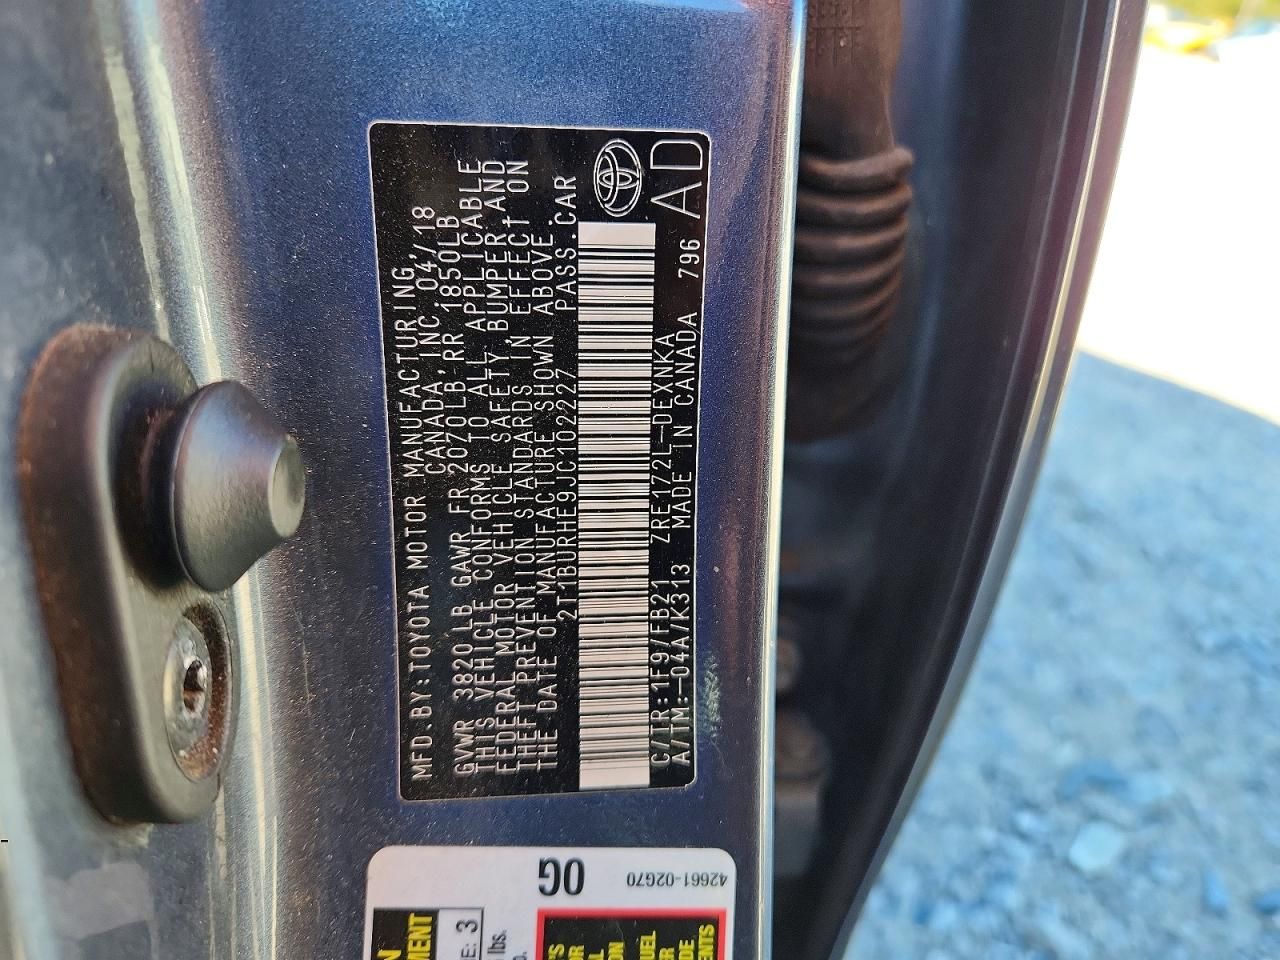 MFD.BY:TOYOTA MOTOR MANUFACTURING
CANADA,INC. 04/18
GVWR 3820 LB GAWR FR 2070LB,RR 1850LB
THIS VEHICLE CONFORMS TO ALL APPLICABLE
FEDERAL MOTOR VEHICLE SAFETY, BUMPER,AND
THEFT PREVENTION STANDARDS IN EFFECT ON
THE DATE OF MANUFACTURE SHOWN ABOVE.
2T1BURHE9JC102227 PASS.CAR
C/TR:1F9/FB21 ZRE172L-DEXNKA
A/TM:-04A/K313 MADE IN CANADA 796
AD
0G
42661-02G70
E: 3
lbs.